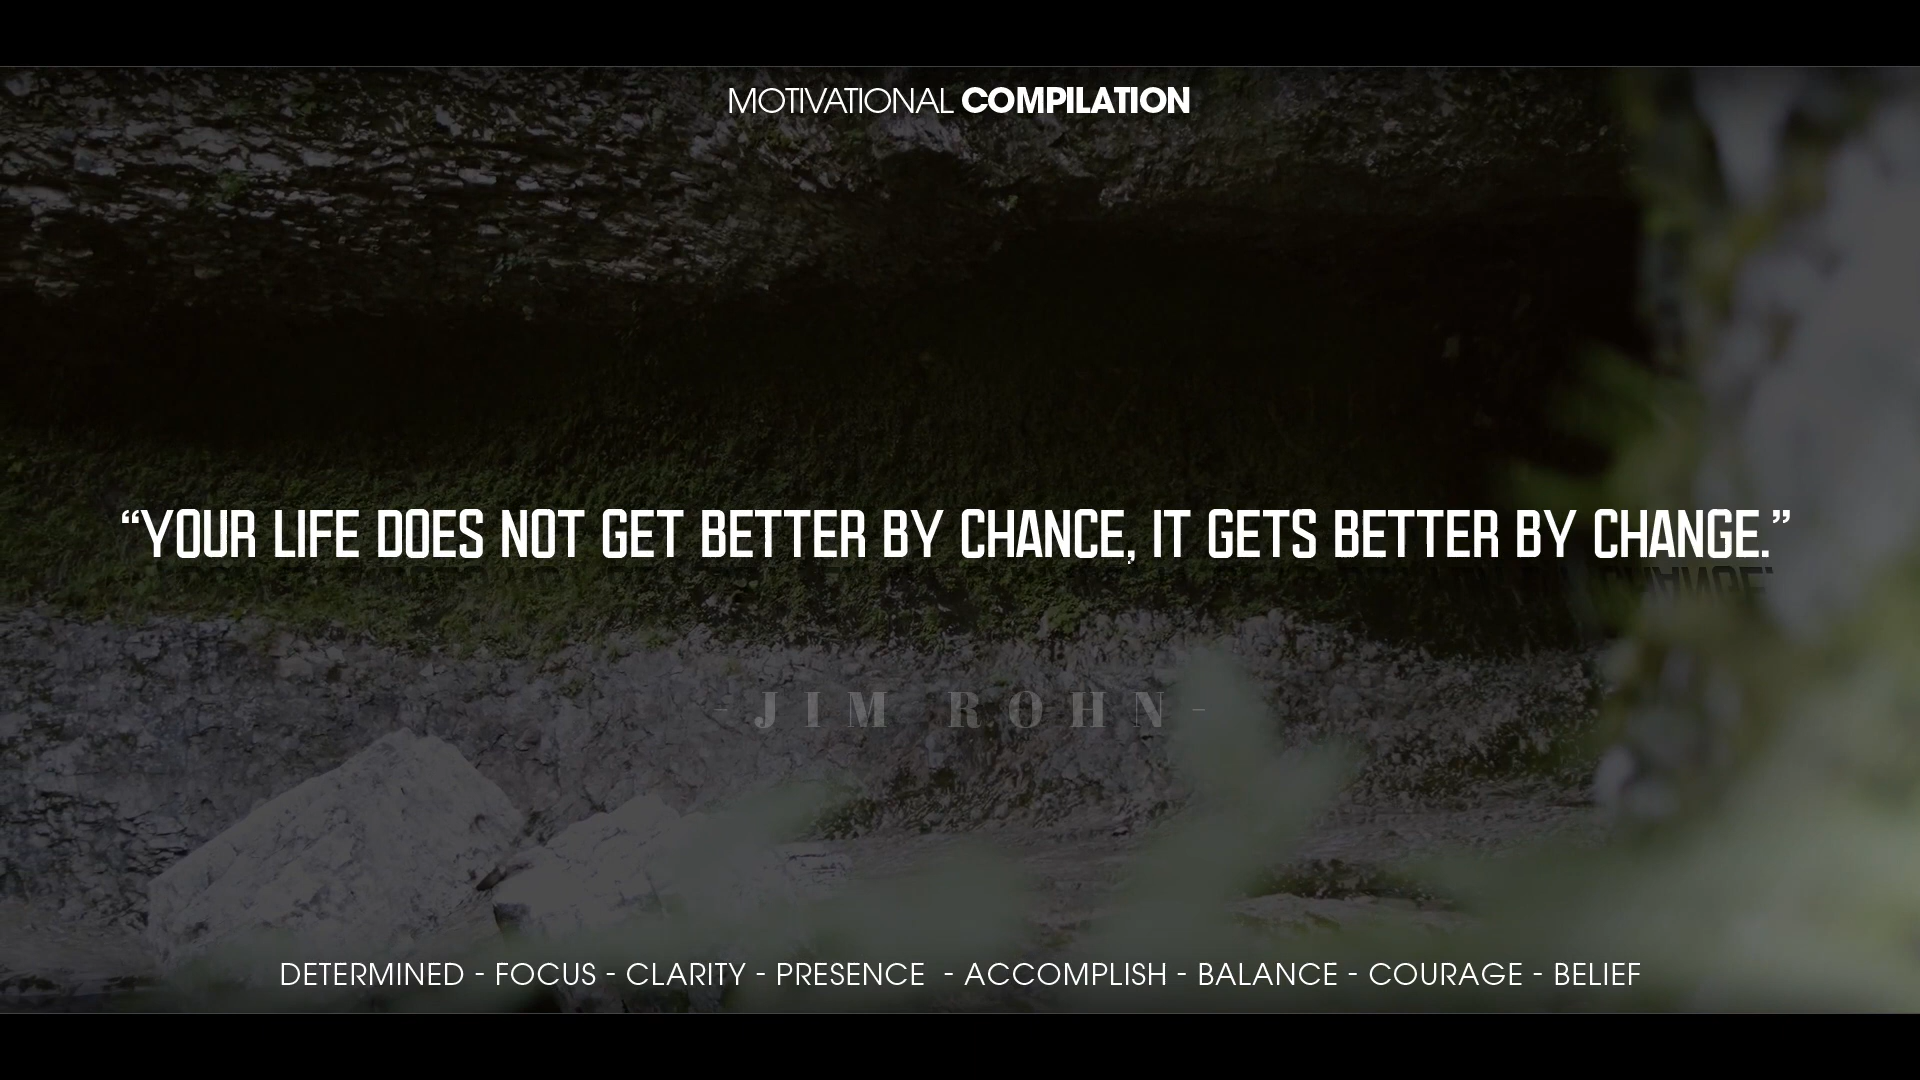 MOTIVATIONAL COMPILATION
“YOUR LIFE DOES NOT GET BETTER BY CHANCE, IT GETS BETTER BY CHANGE.”
- JIM ROHN -
DETERMINED - FOCUS - CLARITY - PRESENCE - ACCOMPLISH - BALANCE - COURAGE - BELIEF